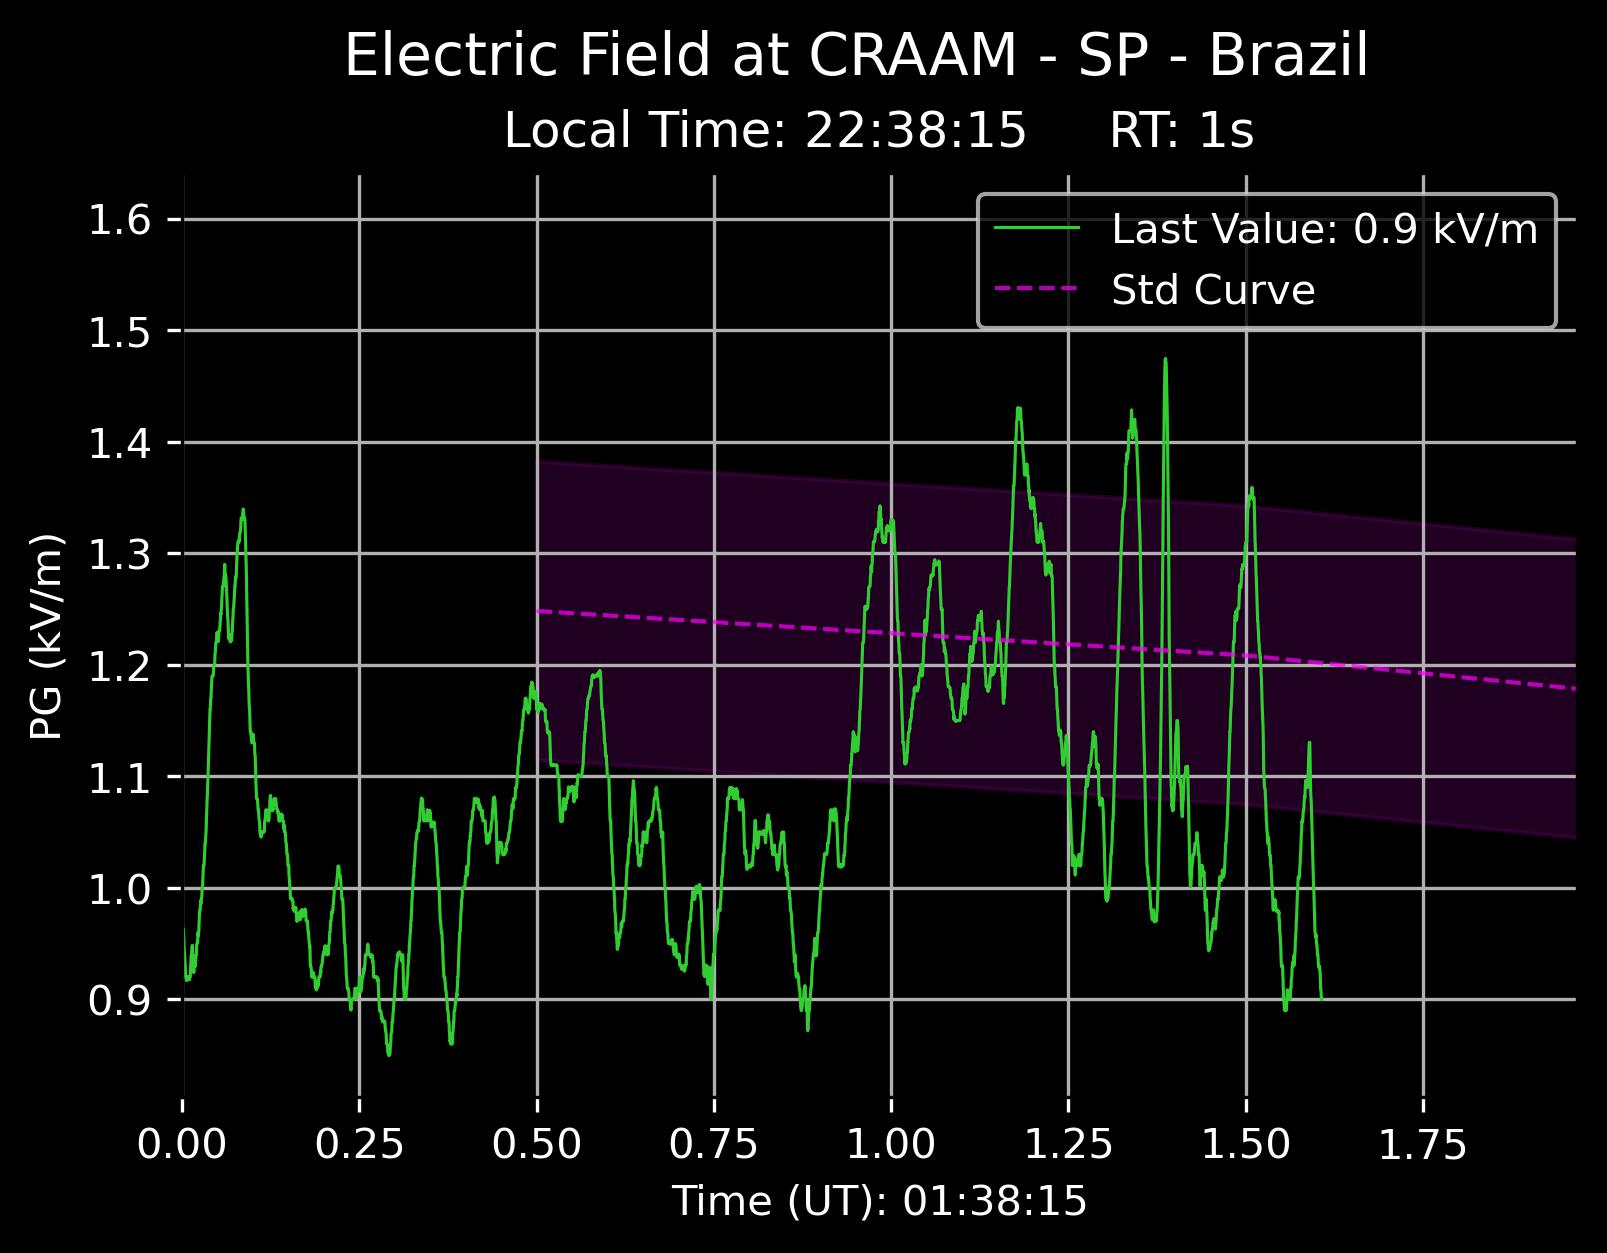 Electric Field at CRAAM - SP - Brazil
Local Time: 22:38:15 RT: 1s
Last Value: 0.9 kV/m
Std Curve
PG (kV/m)
1.6
1.5
1.4
1.3
1.2
1.1
1.0
0.9
0.00 0.25 0.50 0.75 1.00 1.25 1.50 1.75
Time (UT): 01:38:15